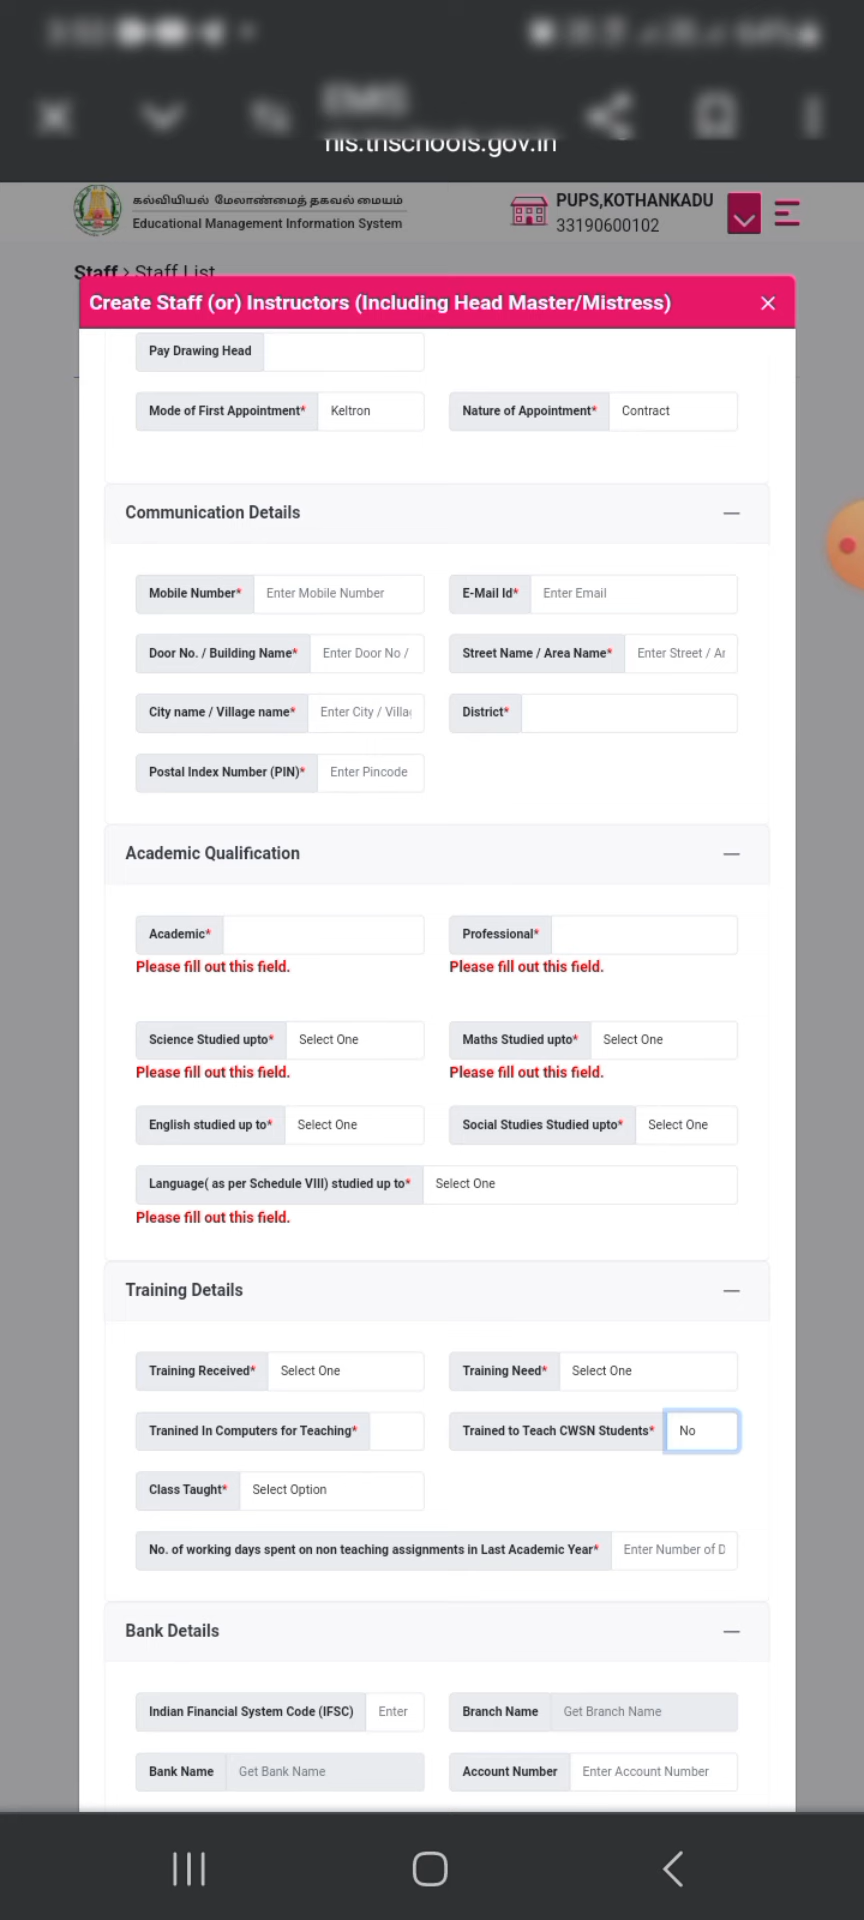 EMIS
nis.tnschools.gov.in
கல்வியியல் மேலாண்மைத் தகவல் மையம்
Educational Management Information System
PUPS,KOTHANKADU
33190600102
Staff > Staff List
Create Staff (or) Instructors (Including Head Master/Mistress)
Pay Drawing Head
Mode of First Appointment* Keltron
Nature of Appointment* Contract
Communication Details
Mobile Number* Enter Mobile Number
E-Mail Id* Enter Email
Door No. / Building Name* Enter Door No /
Street Name / Area Name* Enter Street / Ar
City name / Village name* Enter City / Villa
District*
Postal Index Number (PIN)* Enter Pincode
Academic Qualification
Academic*
Professional*
Please fill out this field.
Please fill out this field.
Science Studied upto* Select One
Maths Studied upto* Select One
Please fill out this field.
Please fill out this field.
English studied up to* Select One
Social Studies Studied upto* Select One
Language( as per Schedule VIII) studied up to* Select One
Please fill out this field.
Training Details
Training Received* Select One
Training Need* Select One
Tranined In Computers for Teaching*
Trained to Teach CWSN Students* No
Class Taught* Select Option
No. of working days spent on non teaching assignments in Last Academic Year* Enter Number of D
Bank Details
Indian Financial System Code (IFSC) Enter
Branch Name Get Branch Name
Bank Name Get Bank Name
Account Number Enter Account Number